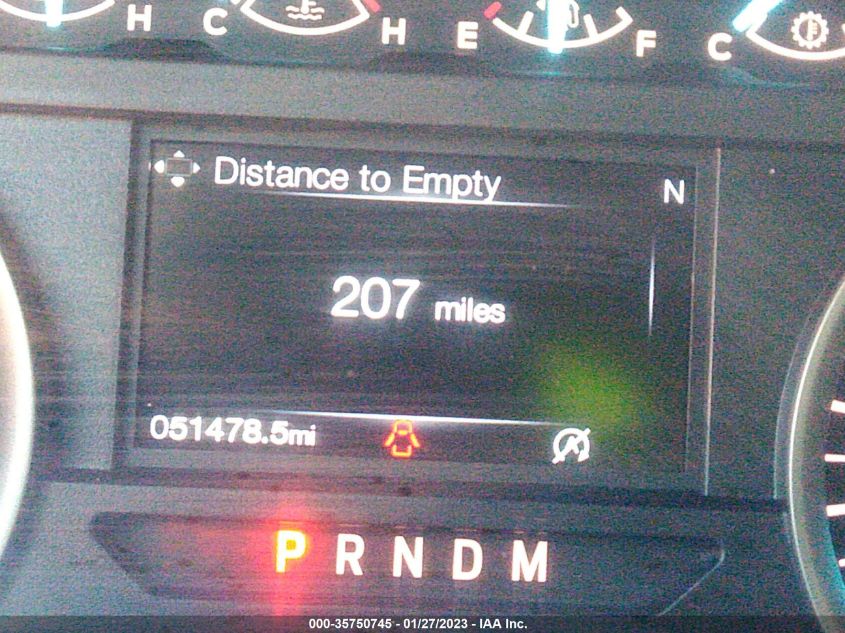 H C H E F C
Distance to Empty N
207 miles
051478.5mi
P R N D M
000-35750745 - 01/27/2023 - IAA Inc.